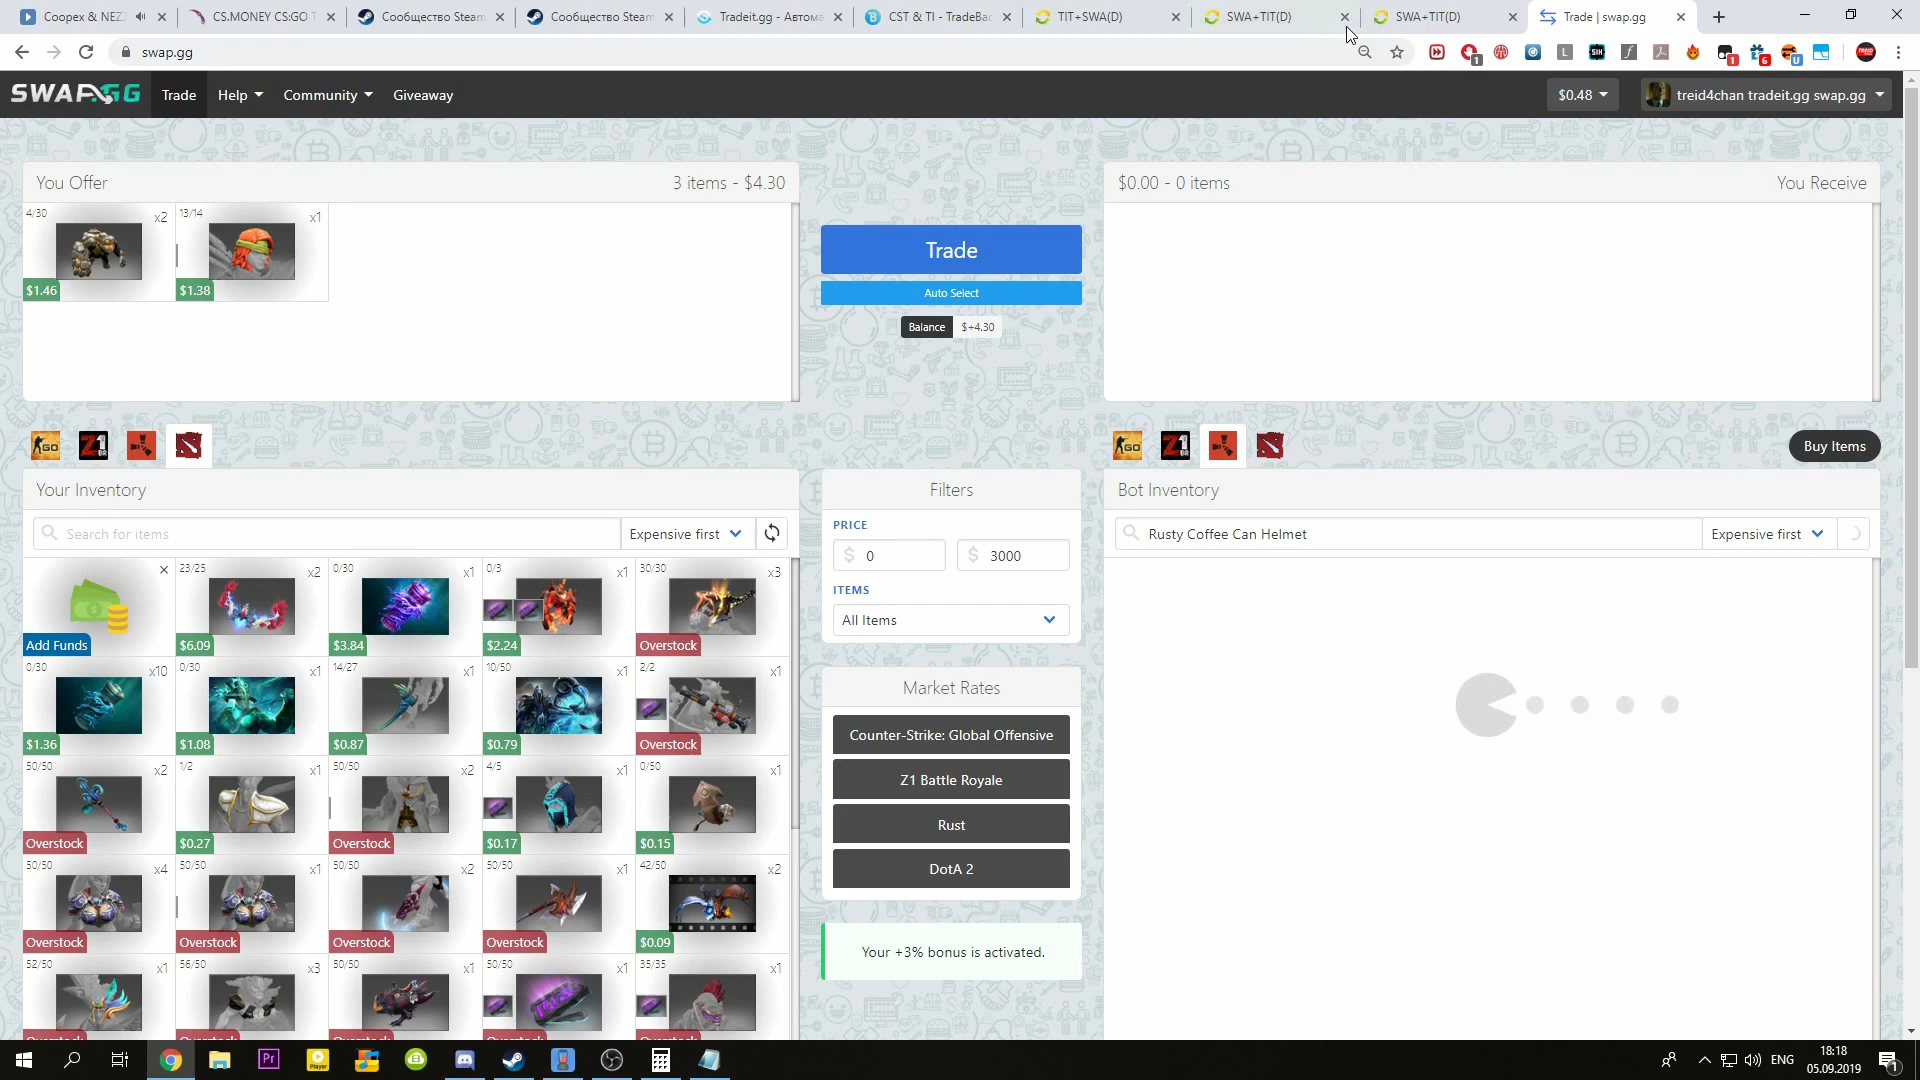 Coopex & NEZZ
CS.MONEY CS:GO T
Сообщество Steam
Сообщество Steam
Tradeit.gg - Автома
CST & TI - TradeBac
TIT+SWA(D)
SWA+TIT(D)
SWA+TIT(D)
Trade | swap.gg
swap.gg
SWAP.GG
Trade
Help
Community
Giveaway
$0.48
treid4chan tradeit.gg swap.gg
You Offer
3 items - $4.30
4/30
x2
13/14
x1
$1.46
$1.38
Trade
Auto Select
Balance
$+4.30
$0.00 - 0 items
You Receive
Buy Items
Your Inventory
Search for items
Expensive first
Add Funds
23/25
x2
$6.09
0/30
x1
$3.84
0/3
x1
$2.24
30/30
x3
Overstock
0/30
x10
$1.36
0/30
x1
$1.08
14/27
x1
$0.87
10/50
x1
$0.79
2/2
x1
Overstock
50/50
x2
Overstock
1/2
x1
$0.27
50/50
x2
Overstock
4/5
x1
$0.17
0/50
x1
$0.15
50/50
x4
Overstock
50/50
x1
Overstock
50/50
x2
Overstock
50/50
x1
Overstock
42/50
x2
$0.09
52/50
x1
56/50
x3
50/50
x1
50/50
x1
35/35
x1
Filters
PRICE
$ 0
$ 3000
ITEMS
All Items
Market Rates
Counter-Strike: Global Offensive
Z1 Battle Royale
Rust
DotA 2
Your +3% bonus is activated.
Bot Inventory
Rusty Coffee Can Helmet
Expensive first
ENG
18:18
05.09.2019